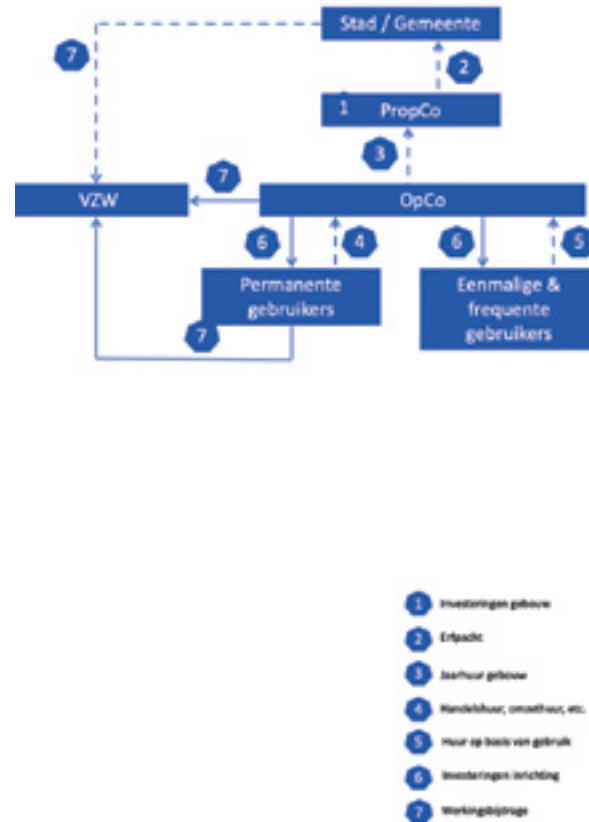 Stad / Gemeente
7
2
1 PropCo
3
7
VZW
OpCo
6
4
6
5
Permanente
gebruikers
Eenmalige &
frequente
gebruikers
7
1 Investeringen gebouw
2 Erfpacht
3 Jaarhuur gebouw
4 Handelshuur, omzethuur, etc.
5 Huur op basis van gebruik
6 Investeringen inrichting
7 Werkingsbijdrage